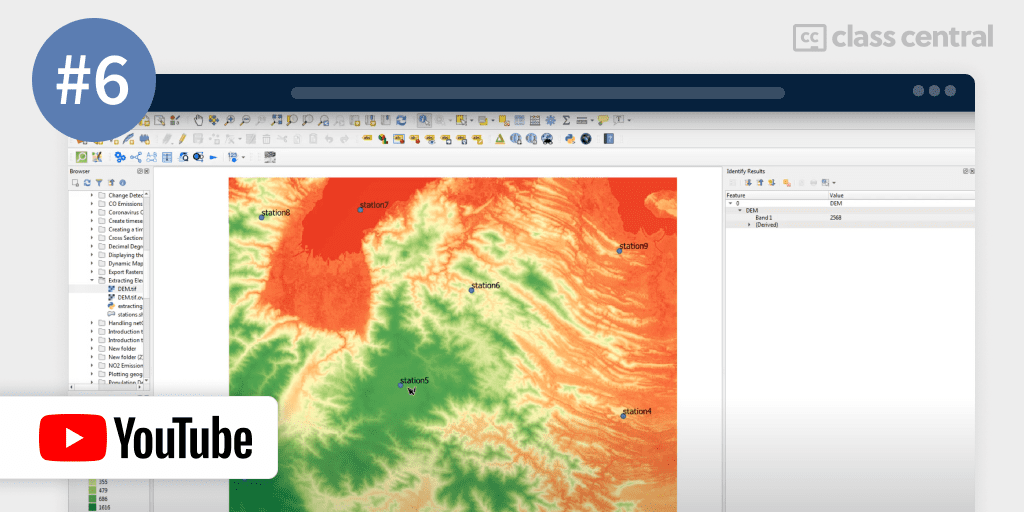 #6
class central
Browser
Identify Results
Feature
Value
Change Detec
CO Emissions
Coronavirus C
Create timese
Creating a tim
Cross Section
Decimal Degr
Displaying the
Dynamic Map
Export Rasters
Extracting Ele
DEM.tif
DEM.tif.
extracting
stations.sh
Handling net
Introduction t
Introduction t
New folder
New folder (2
NO2 Emission
Plotting geog
Population De
0
DEM
DEM
Band 1
2568
(Derived)
station8
station7
station9
station6
station5
station4
YouTube
355
479
686
1616